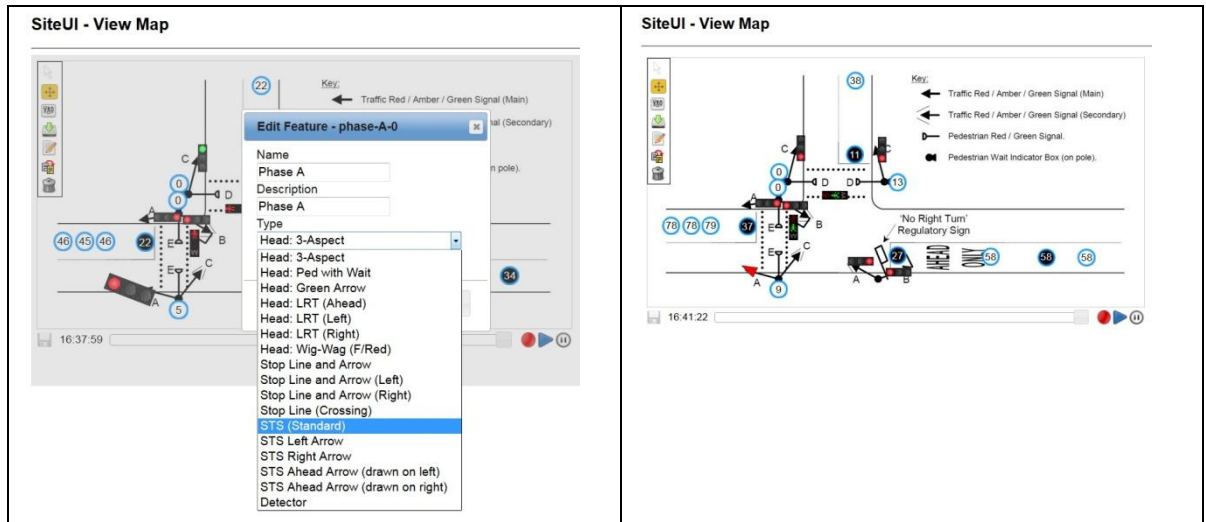 SiteUI - View Map
22
Key:
Traffic Red / Amber / Green Signal (Main)
nal (Secondary)
n pole).
Edit Feature - phase-A-0
Name
Phase A
Description
Phase A
Type
Head: 3-Aspect
Head: 3-Aspect
Head: Ped with Wait
Head: Green Arrow
Head: LRT (Ahead)
Head: LRT (Left)
Head: LRT (Right)
Head: Wig-Wag (F/Red)
Stop Line and Arrow
Stop Line and Arrow (Left)
Stop Line and Arrow (Right)
Stop Line (Crossing)
STS (Standard)
STS Left Arrow
STS Right Arrow
STS Ahead Arrow (drawn on left)
STS Ahead Arrow (drawn on right)
Detector
C
0
0
D
A
B
46 45 46 22
E
E
C
A
5
34
16:37:59
SiteUI - View Map
38
Key:
Traffic Red / Amber / Green Signal (Main)
Traffic Red / Amber / Green Signal (Secondary)
Pedestrian Red / Green Signal.
Pedestrian Wait Indicator Box (on pole).
C
11
C
0
0
D
D
13
A
B
78 78 79 37
E
'No Right Turn'
Regulatory Sign
E
C
27
AHEAD
ONLY
58
58
58
A
9
A
B
16:41:22